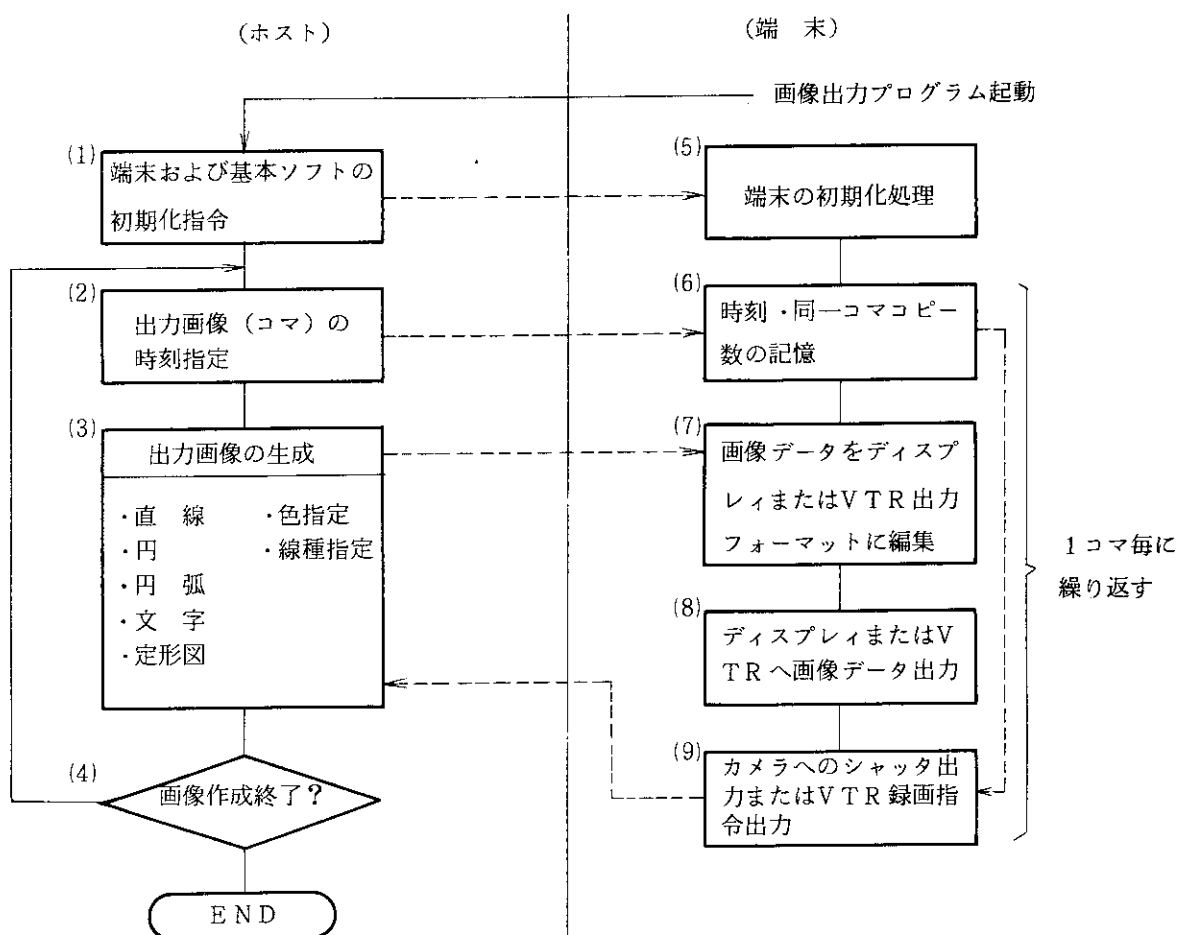 (ホスト)
(端　末)
画像出力プログラム起動
(1)
端末および基本ソフトの
初期化指令
(2)
出力画像(コマ)の
時刻指定
(3)
出力画像の生成
・直　線
・色指定
・円
・線種指定
・円　弧
・文　字
・定形図
(4)
画像作成終了?
END
(5)
端末の初期化処理
(6)
時刻・同一コマコピー
数の記憶
(7)
画像データをディスプ
レィまたはVTR出力
フォーマットに編集
(8)
ディスプレィまたはV
TRへ画像データ出力
(9)
カメラへのシャッタ出
力またはVTR録画指
令出力
1コマ毎に
繰り返す